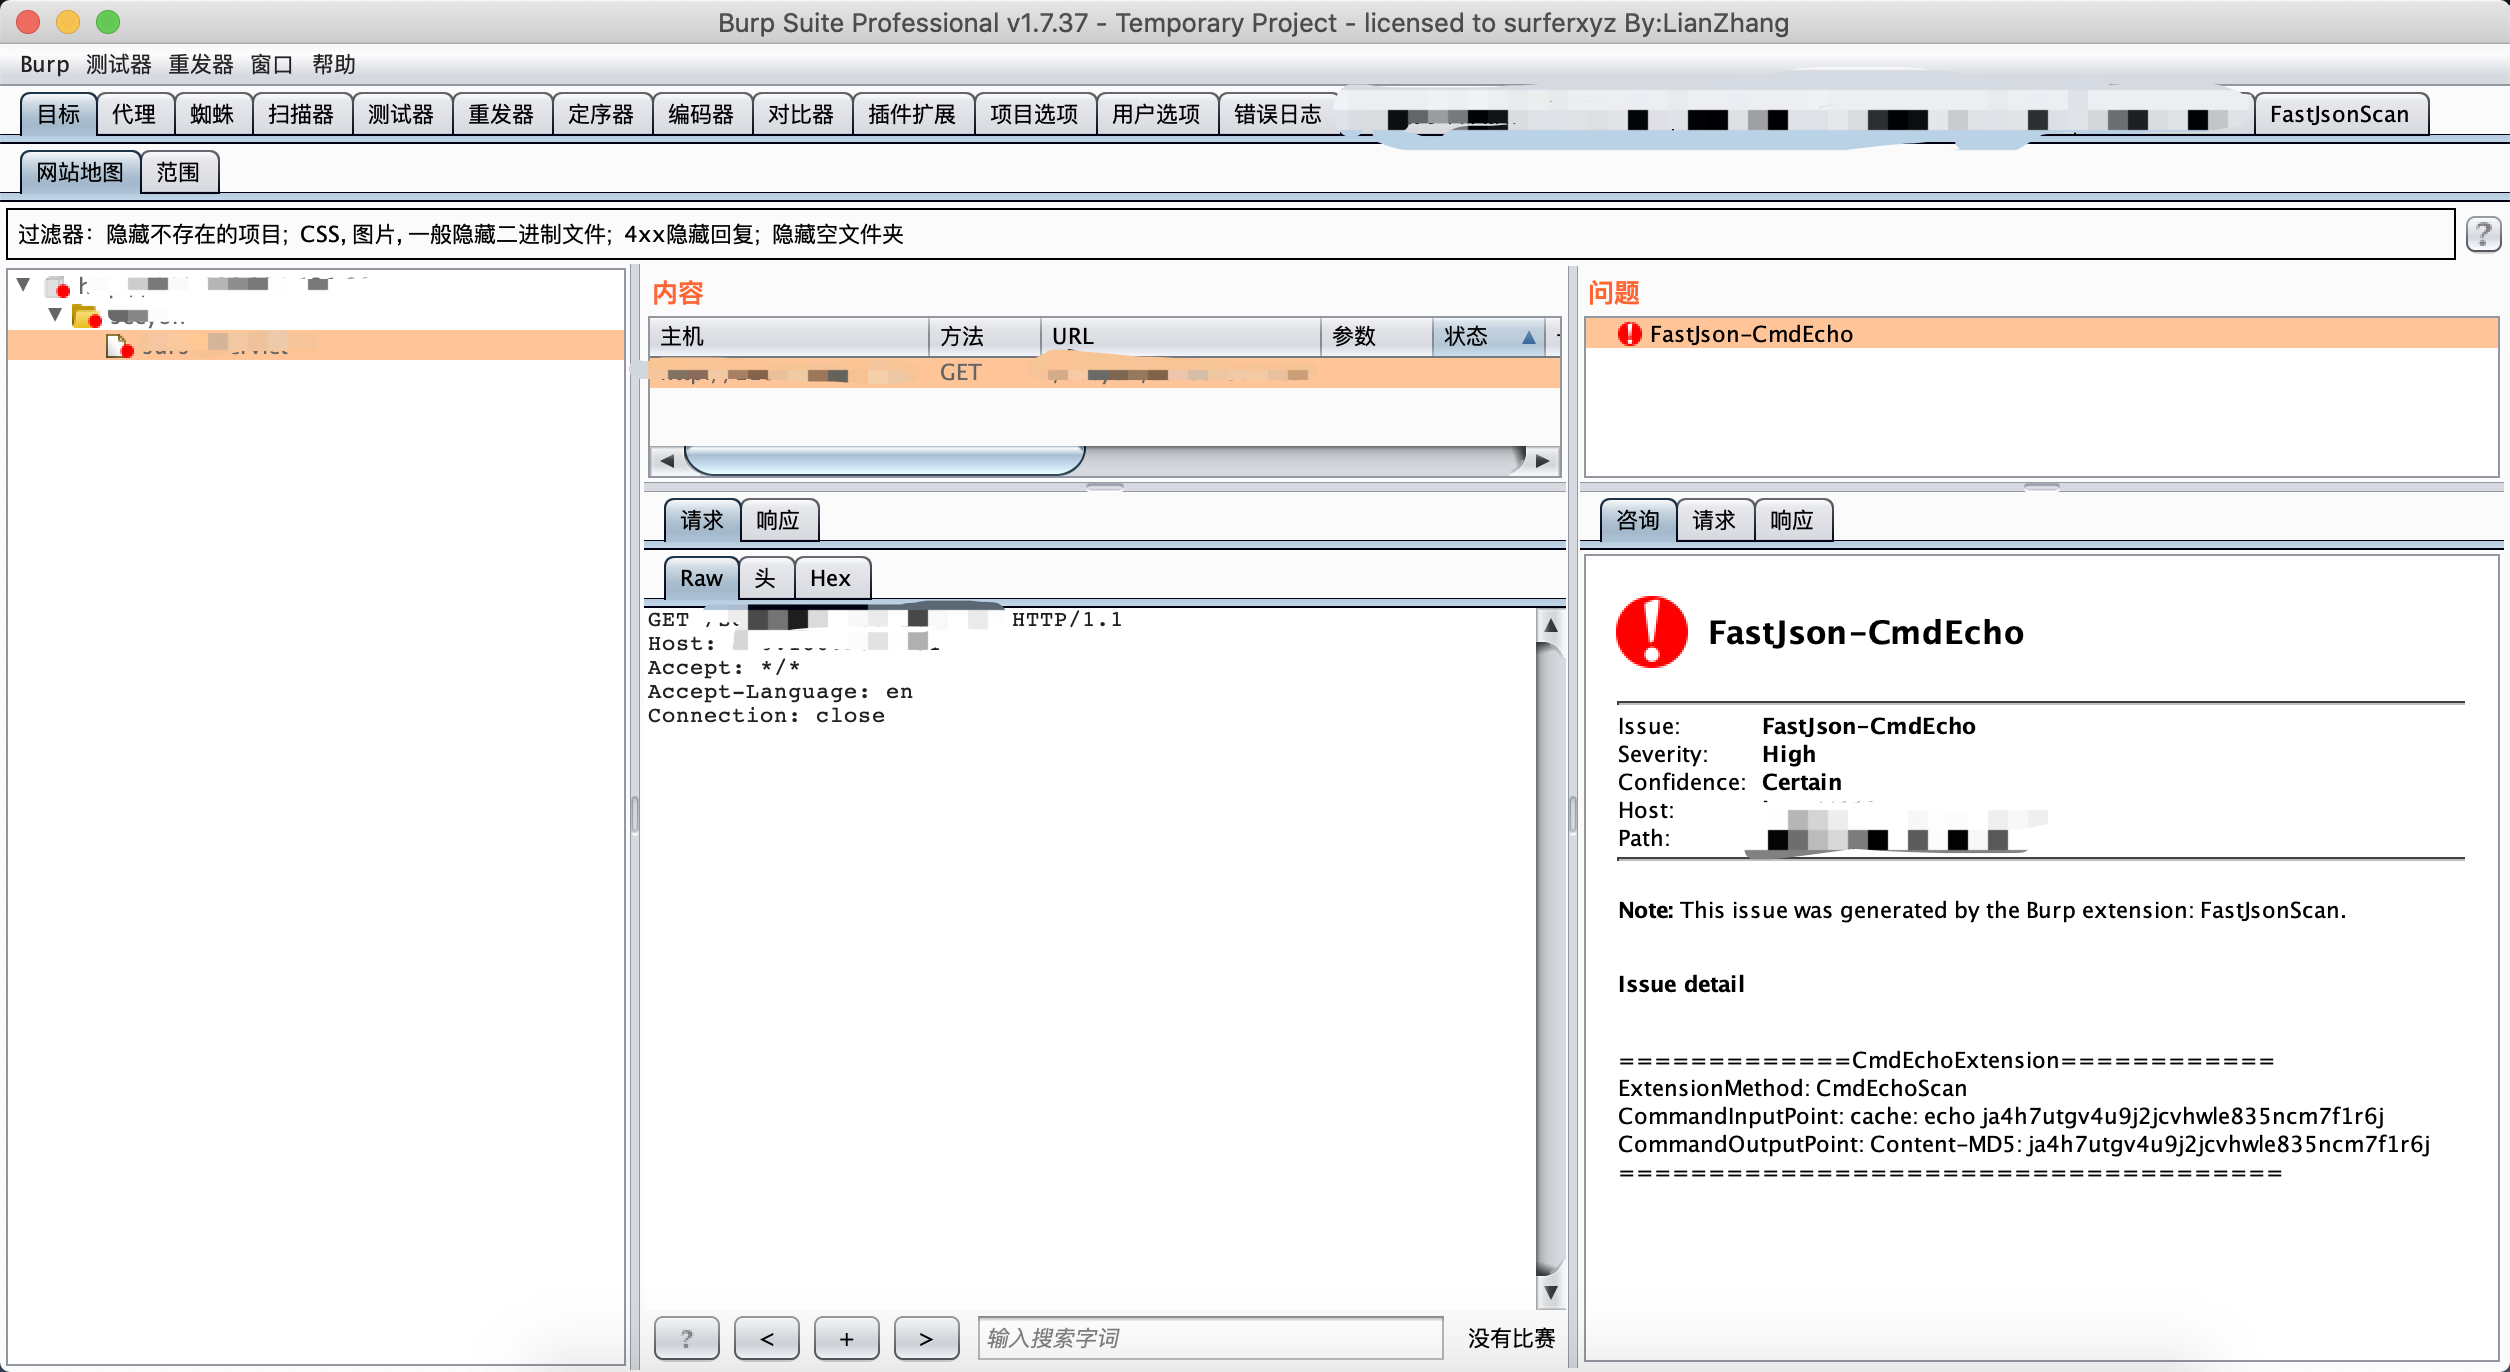 Burp Suite Professional v1.7.37 - Temporary Project - licensed to surferxyz By:LianZhang
Burp 测试器 重发器 窗口 帮助
目标 代理 蜘蛛 扫描器 测试器 重发器 定序器 编码器 对比器 插件扩展 项目选项 用户选项 错误日志 FastJsonScan
网站地图 范围
过滤器：隐藏不存在的项目；CSS, 图片, 一般隐藏二进制文件；4xx隐藏回复；隐藏空文件夹
?
内容
主机 方法 URL 参数 状态
GET
请求 响应
Raw 头 Hex
GET HTTP/1.1
Host:
Accept: */*
Accept-Language: en
Connection: close
? < + > 输入搜索字词 没有比赛
问题
FastJson-CmdEcho
咨询 请求 响应
FastJson-CmdEcho
Issue: FastJson-CmdEcho
Severity: High
Confidence: Certain
Host:
Path:
Note: This issue was generated by the Burp extension: FastJsonScan.
Issue detail
=============CmdEchoExtension============
ExtensionMethod: CmdEchoScan
CommandInputPoint: cache: echo ja4h7utgv4u9j2jcvhwle835ncm7f1r6j
CommandOutputPoint: Content-MD5: ja4h7utgv4u9j2jcvhwle835ncm7f1r6j
=====================================